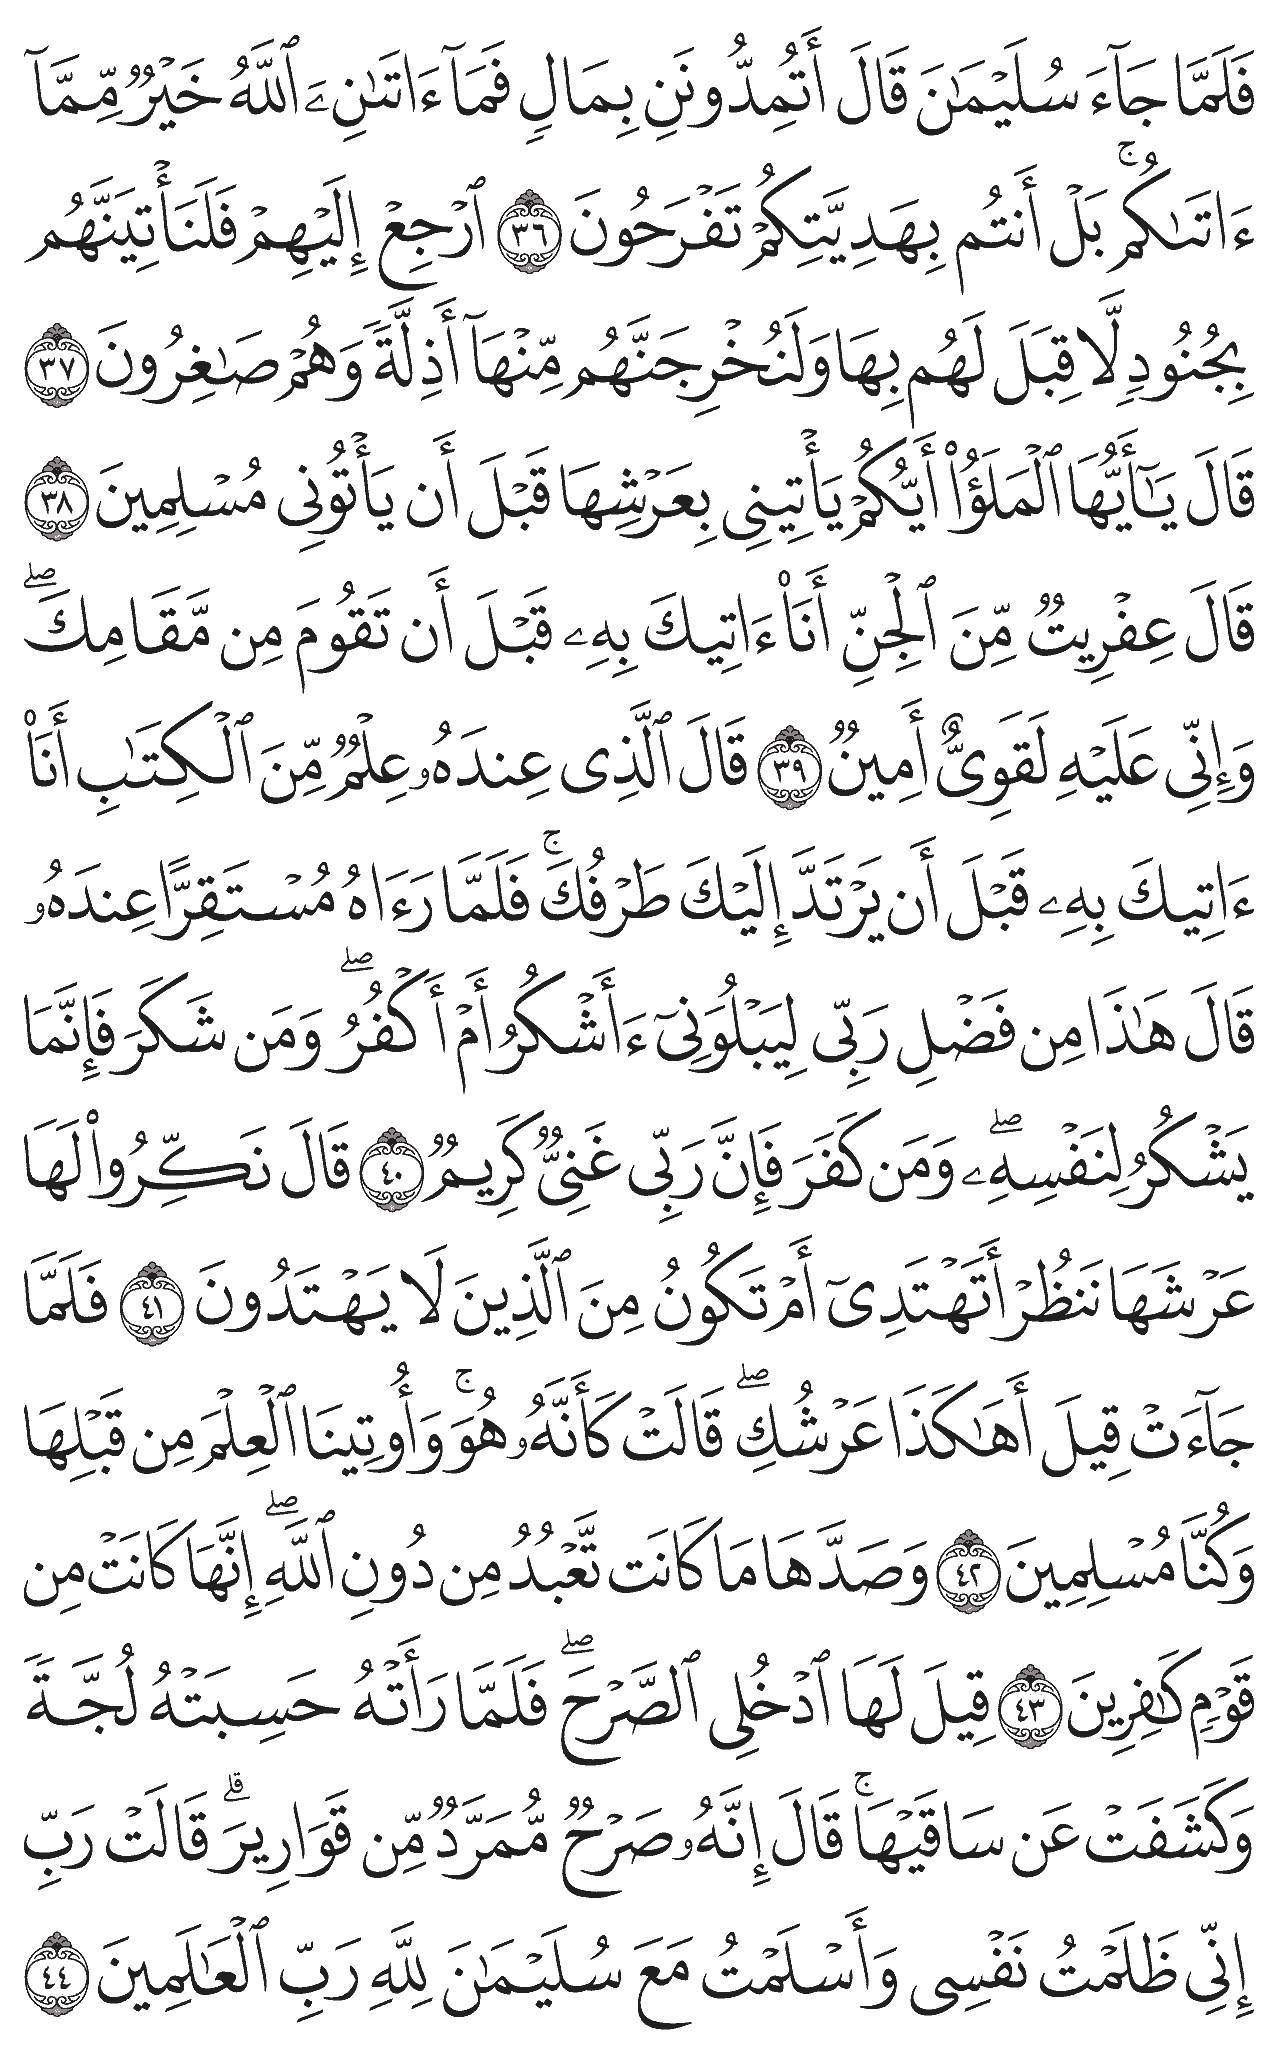 فَلَمَّا جَآءَ سُلَيْمَٰنَ قَالَ أَتُمِدُّونَنِ بِمَالٍ فَمَآ ءَاتَىٰنِۦَ ٱللَّهُ خَيْرٌ مِّمَّآ
ءَاتَىٰكُمۚ بَلْ أَنتُم بِهَدِيَّتِكُمْ تَفْرَحُونَ ٣٦ ٱرْجِعْ إِلَيْهِمْ فَلَنَأْتِيَنَّهُم
بِجُنُودٍ لَّا قِبَلَ لَهُم بِهَا وَلَنُخْرِجَنَّهُم مِّنْهَآ أَذِلَّةً وَهُمْ صَٰغِرُونَ ٣٧
قَالَ يَٰٓأَيُّهَا ٱلْمَلَؤُا۟ أَيُّكُمْ يَأْتِينِى بِعَرْشِهَا قَبْلَ أَن يَأْتُونِى مُسْلِمِينَ ٣٨
قَالَ عِفْرِيتٌ مِّنَ ٱلْجِنِّ أَنَا۠ ءَاتِيكَ بِهِۦ قَبْلَ أَن تَقُومَ مِن مَّقَامِكَۖ
وَإِنِّى عَلَيْهِ لَقَوِىٌّ أَمِينٌ ٣٩ قَالَ ٱلَّذِى عِندَهُۥ عِلْمٌ مِّنَ ٱلْكِتَٰبِ أَنَا۠
ءَاتِيكَ بِهِۦ قَبْلَ أَن يَرْتَدَّ إِلَيْكَ طَرْفُكَۚ فَلَمَّا رَءَاهُ مُسْتَقِرًّا عِندَهُۥ
قَالَ هَٰذَا مِن فَضْلِ رَبِّى لِيَبْلُوَنِىٓ ءَأَشْكُرُ أَمْ أَكْفُرُۖ وَمَن شَكَرَ فَإِنَّمَا
يَشْكُرُ لِنَفْسِهِۦۖ وَمَن كَفَرَ فَإِنَّ رَبِّى غَنِىٌّ كَرِيمٌ ٤٠ قَالَ نَكِّرُوا۟ لَهَا
عَرْشَهَا نَنظُرْ أَتَهْتَدِىٓ أَمْ تَكُونُ مِنَ ٱلَّذِينَ لَا يَهْتَدُونَ ٤١ فَلَمَّا
جَآءَتْ قِيلَ أَهَٰكَذَا عَرْشُكِۖ قَالَتْ كَأَنَّهُۥ هُوَۚ وَأُوتِينَا ٱلْعِلْمَ مِن قَبْلِهَا
وَكُنَّا مُسْلِمِينَ ٤٢ وَصَدَّهَا مَا كَانَت تَّعْبُدُ مِن دُونِ ٱللَّهِۖ إِنَّهَا كَانَتْ مِن
قَوْمٍ كَٰفِرِينَ ٤٣ قِيلَ لَهَا ٱدْخُلِى ٱلصَّرْحَۖ فَلَمَّا رَأَتْهُ حَسِبَتْهُ لُجَّةً
وَكَشَفَتْ عَن سَاقَيْهَاۚ قَالَ إِنَّهُۥ صَرْحٌ مُّمَرَّدٌ مِّن قَوَارِيرَۗ قَالَتْ رَبِّ
إِنِّى ظَلَمْتُ نَفْسِى وَأَسْلَمْتُ مَعَ سُلَيْمَٰنَ لِلَّهِ رَبِّ ٱلْعَٰلَمِينَ ٤٤